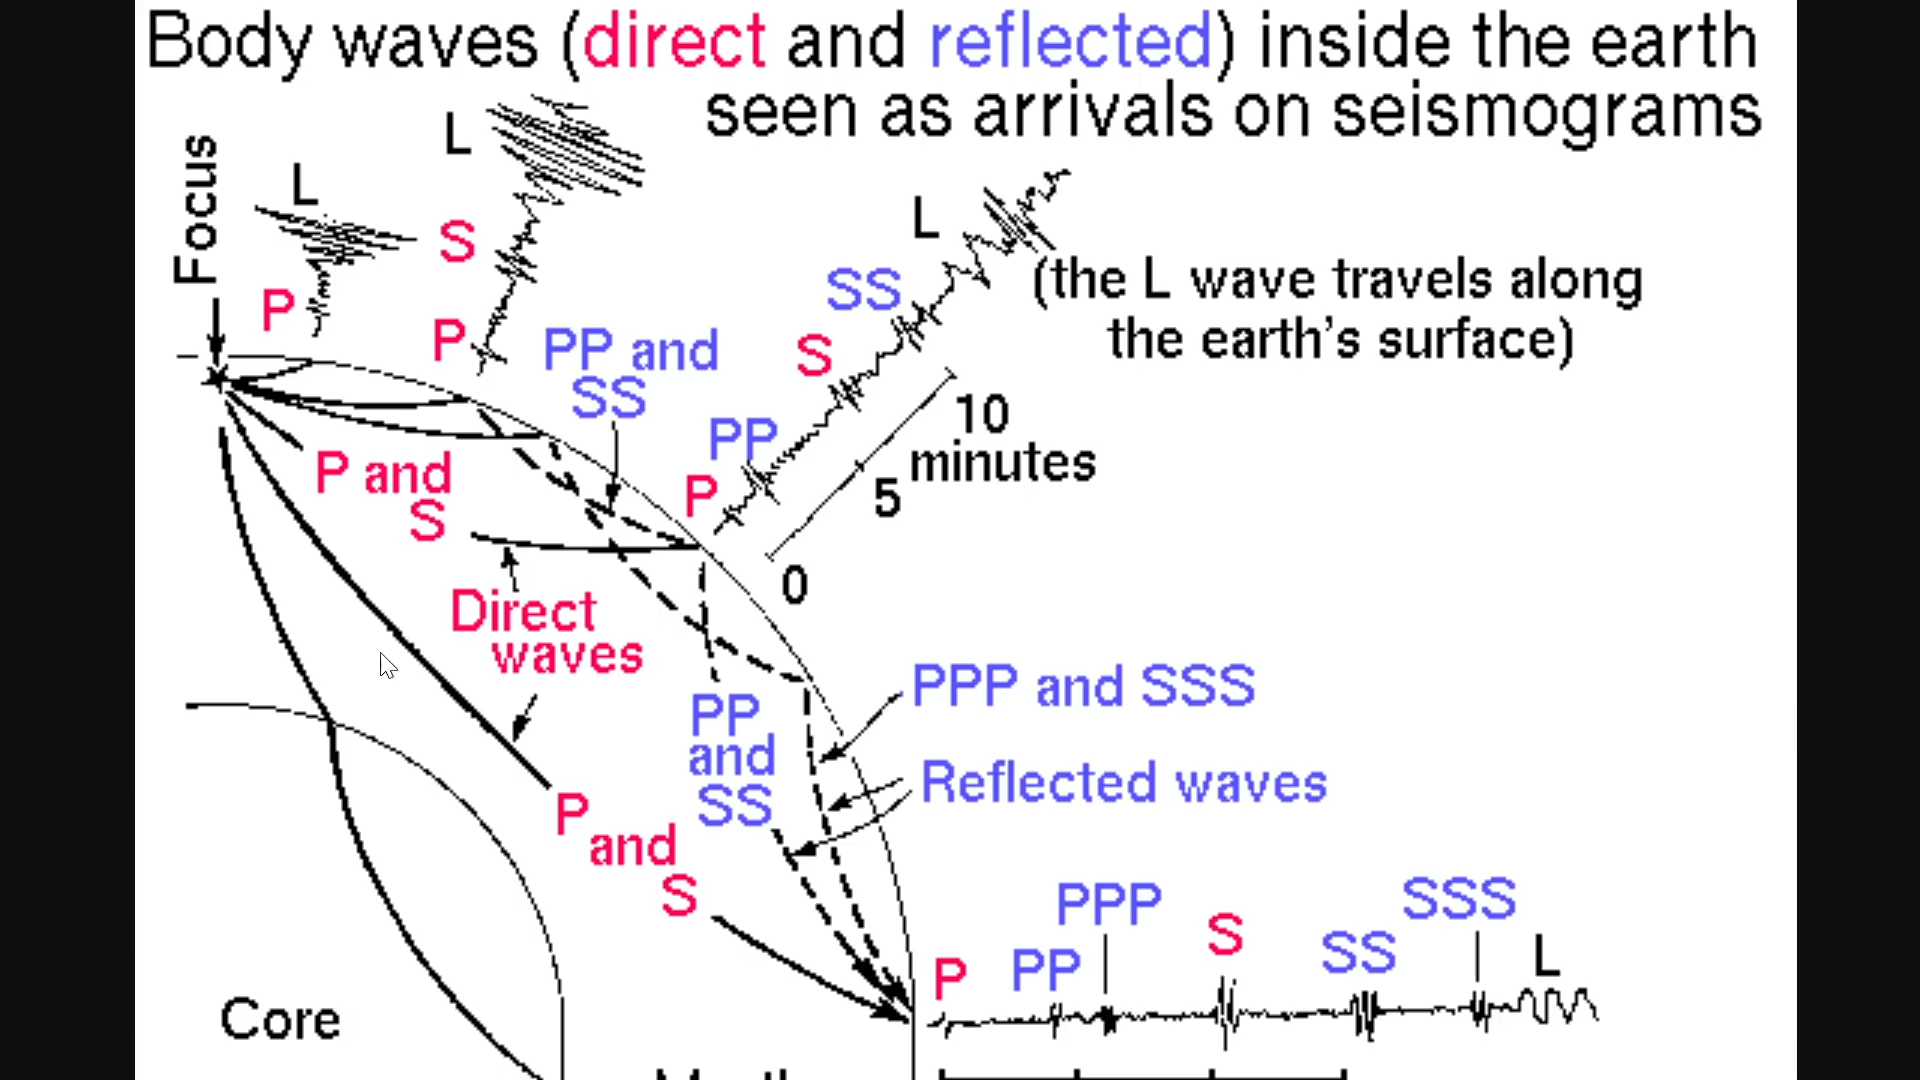 Body waves (direct and reflected) inside the earth
seen as arrivals on seismograms
Focus
L
P
L
S
P
PP and
SS
L
SS
S
PP
P
(the L wave travels along
the earth's surface)
10
minutes
5
0
P and
S
Direct
waves
PP
and
SS
PPP and SSS
Reflected waves
P
and
S
Core
P
PP
PPP
S
SS
SSS
L